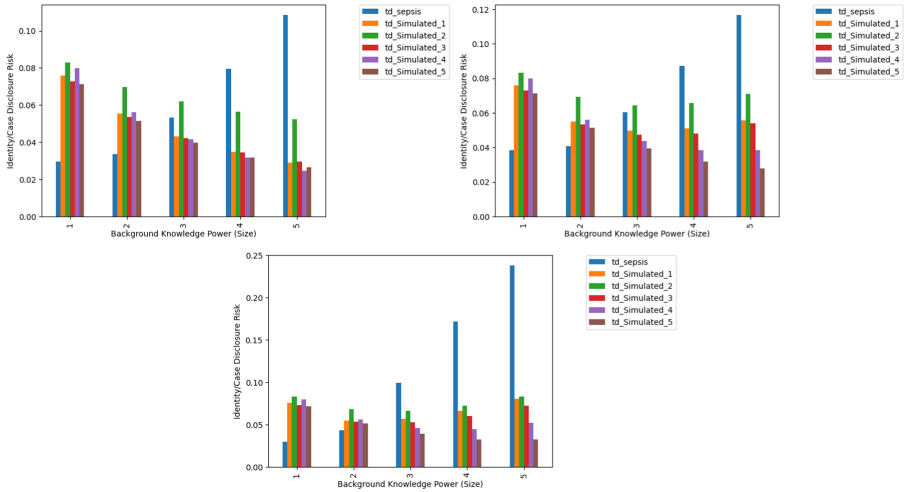 0.10
0.08
0.06
0.04
0.02
0.00
Identity/Case Disclosure Risk
1
2
3
4
5
Background Knowledge Power (Size)
td_sepsis
td_Simulated_1
td_Simulated_2
td_Simulated_3
td_Simulated_4
td_Simulated_5
0.12
0.10
0.08
0.06
0.04
0.02
0.00
Identity/Case Disclosure Risk
1
2
3
4
5
Background Knowledge Power (Size)
td_sepsis
td_Simulated_1
td_Simulated_2
td_Simulated_3
td_Simulated_4
td_Simulated_5
0.25
0.20
0.15
0.10
0.05
0.00
Identity/Case Disclosure Risk
1
2
3
4
5
Background Knowledge Power (Size)
td_sepsis
td_Simulated_1
td_Simulated_2
td_Simulated_3
td_Simulated_4
td_Simulated_5